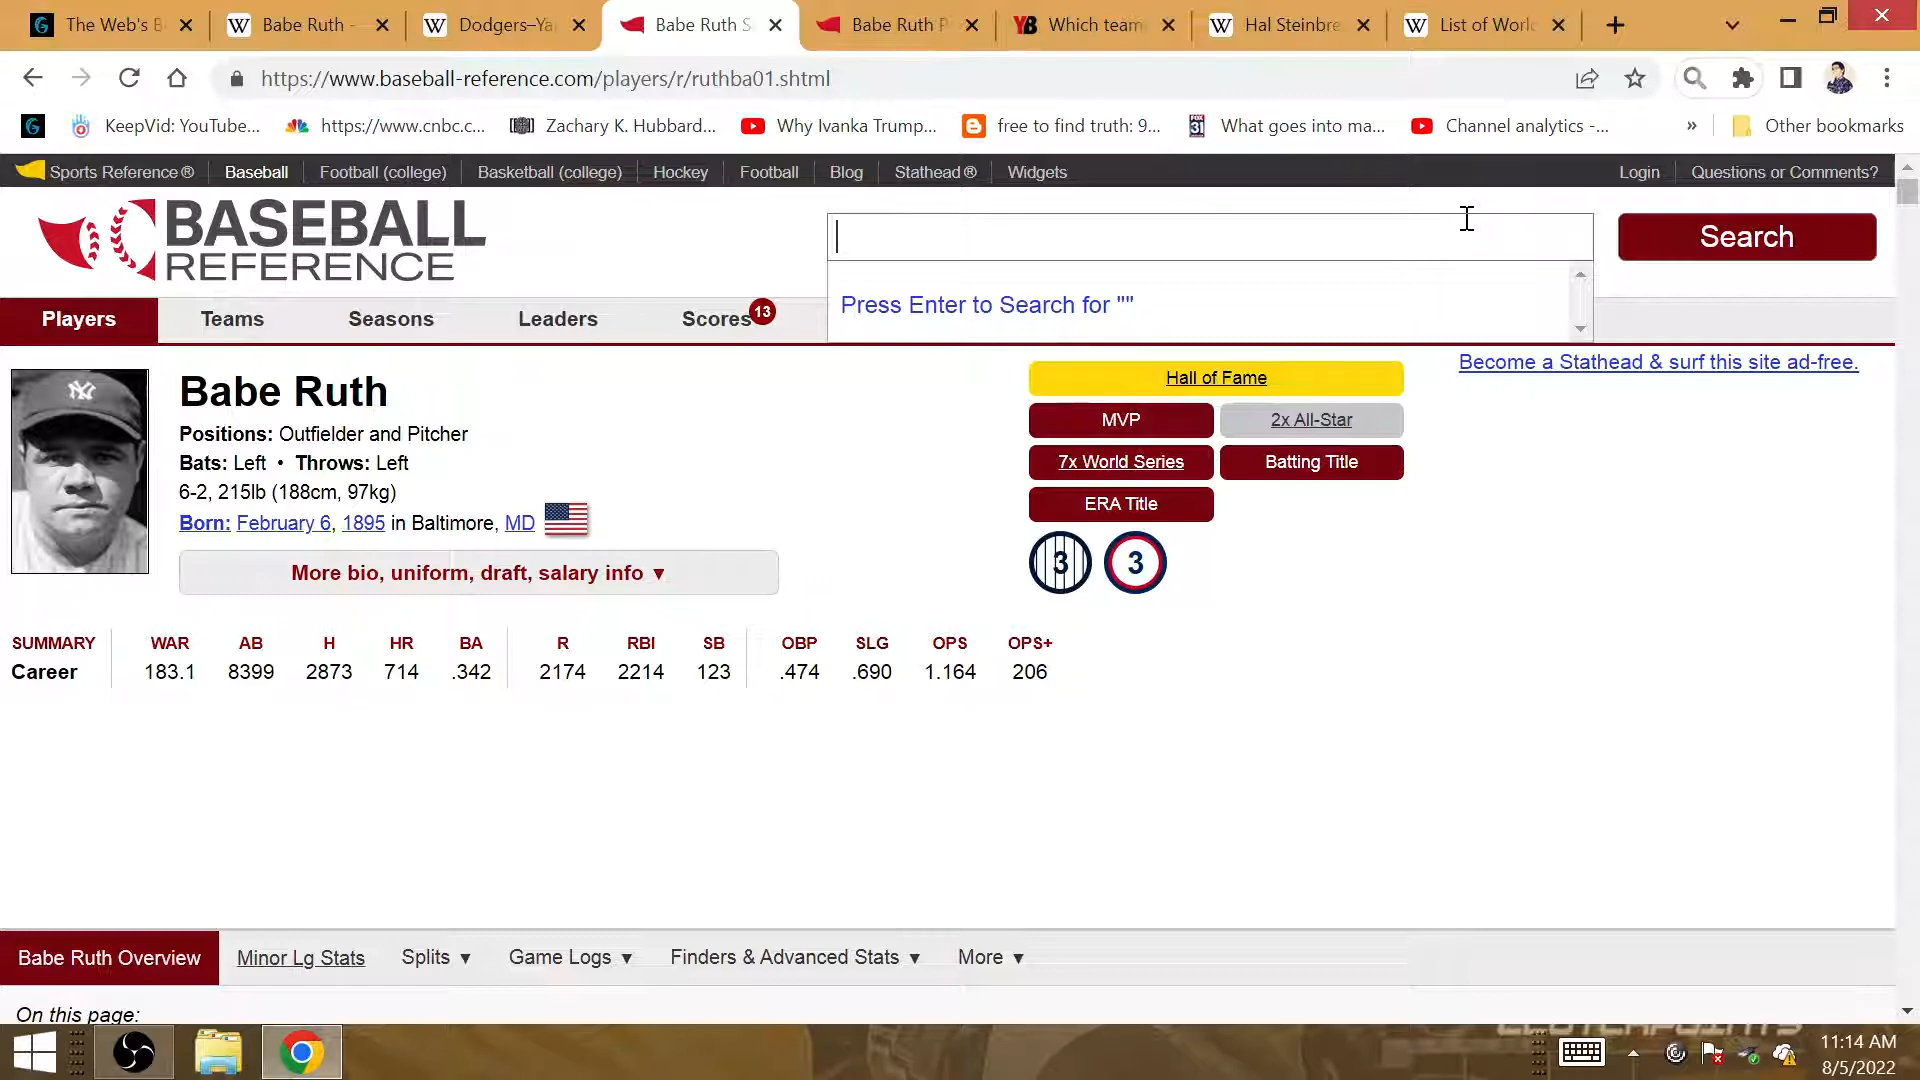 The Web's B
Babe Ruth -
Dodgers–Ya
Babe Ruth S
Babe Ruth P
Which team
Hal Steinbre
List of World
https://www.baseball-reference.com/players/r/ruthba01.shtml
KeepVid: YouTube...
https://www.cnbc.c...
Zachary K. Hubbard...
Why Ivanka Trump...
free to find truth: 9...
What goes into ma...
Channel analytics -...
»
Other bookmarks
Sports Reference ®
Baseball
Football (college)
Basketball (college)
Hockey
Football
Blog
Stathead ®
Widgets
Login
Questions or Comments?
BASEBALL
REFERENCE
Search
Press Enter to Search for ""
Players
Teams
Seasons
Leaders
Scores 13
Become a Stathead & surf this site ad-free.
Babe Ruth
Positions: Outfielder and Pitcher
Bats: Left • Throws: Left
6-2, 215lb (188cm, 97kg)
Born: February 6, 1895 in Baltimore, MD
More bio, uniform, draft, salary info ▼
Hall of Fame
MVP
2x All-Star
7x World Series
Batting Title
ERA Title
3
3
SUMMARY WAR AB H HR BA R RBI SB OBP SLG OPS OPS+
Career 183.1 8399 2873 714 .342 2174 2214 123 .474 .690 1.164 206
Babe Ruth Overview
Minor Lg Stats
Splits ▼
Game Logs ▼
Finders & Advanced Stats ▼
More ▼
On this page:
11:14 AM
8/5/2022